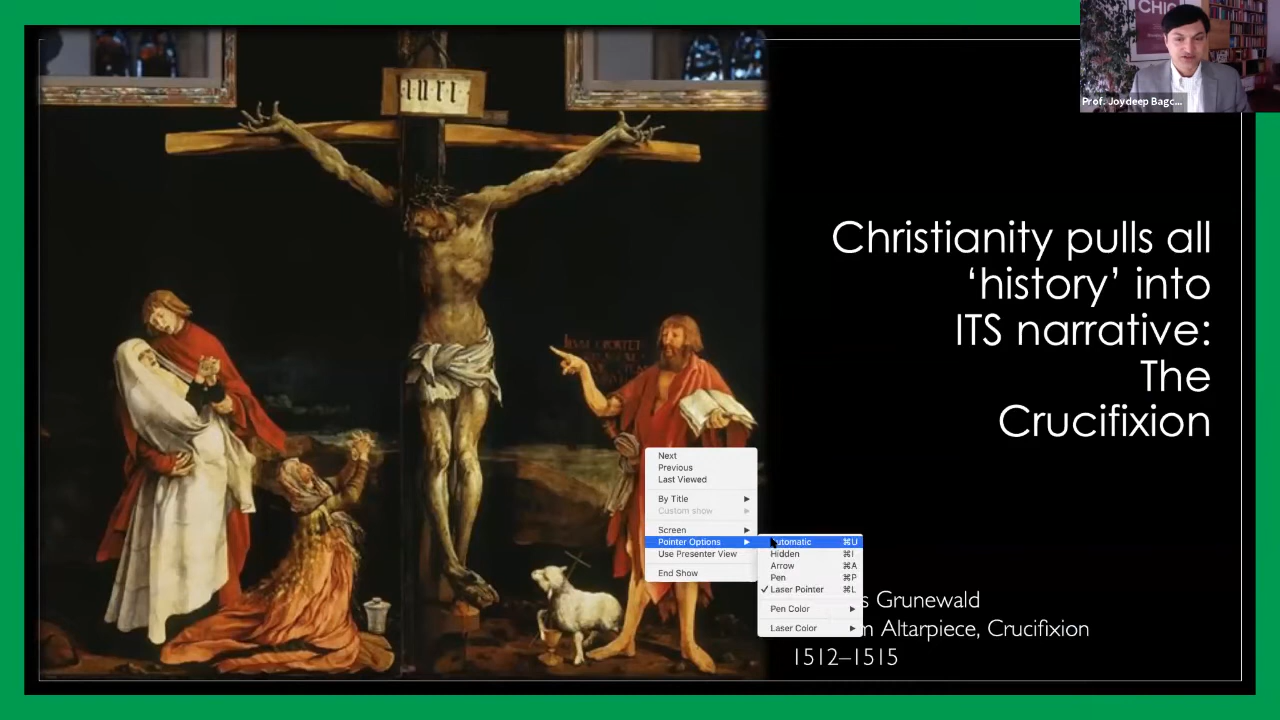 CHIC
Prof. Joydeep Bagc...
INRI
Christianity pulls all
‘history’ into
ITS narrative:
The
Crucifixion
Next
Previous
Last Viewed
By Title
Custom show
Screen
Pointer Options
Use Presenter View
End Show
⌘U
Hidden ⌘I
Arrow ⌘A
Pen ⌘P
✓ Laser Pointer ⌘L
Pen Color
Laser Color
Grunewald
Altarpiece, Crucifixion
1512–1515